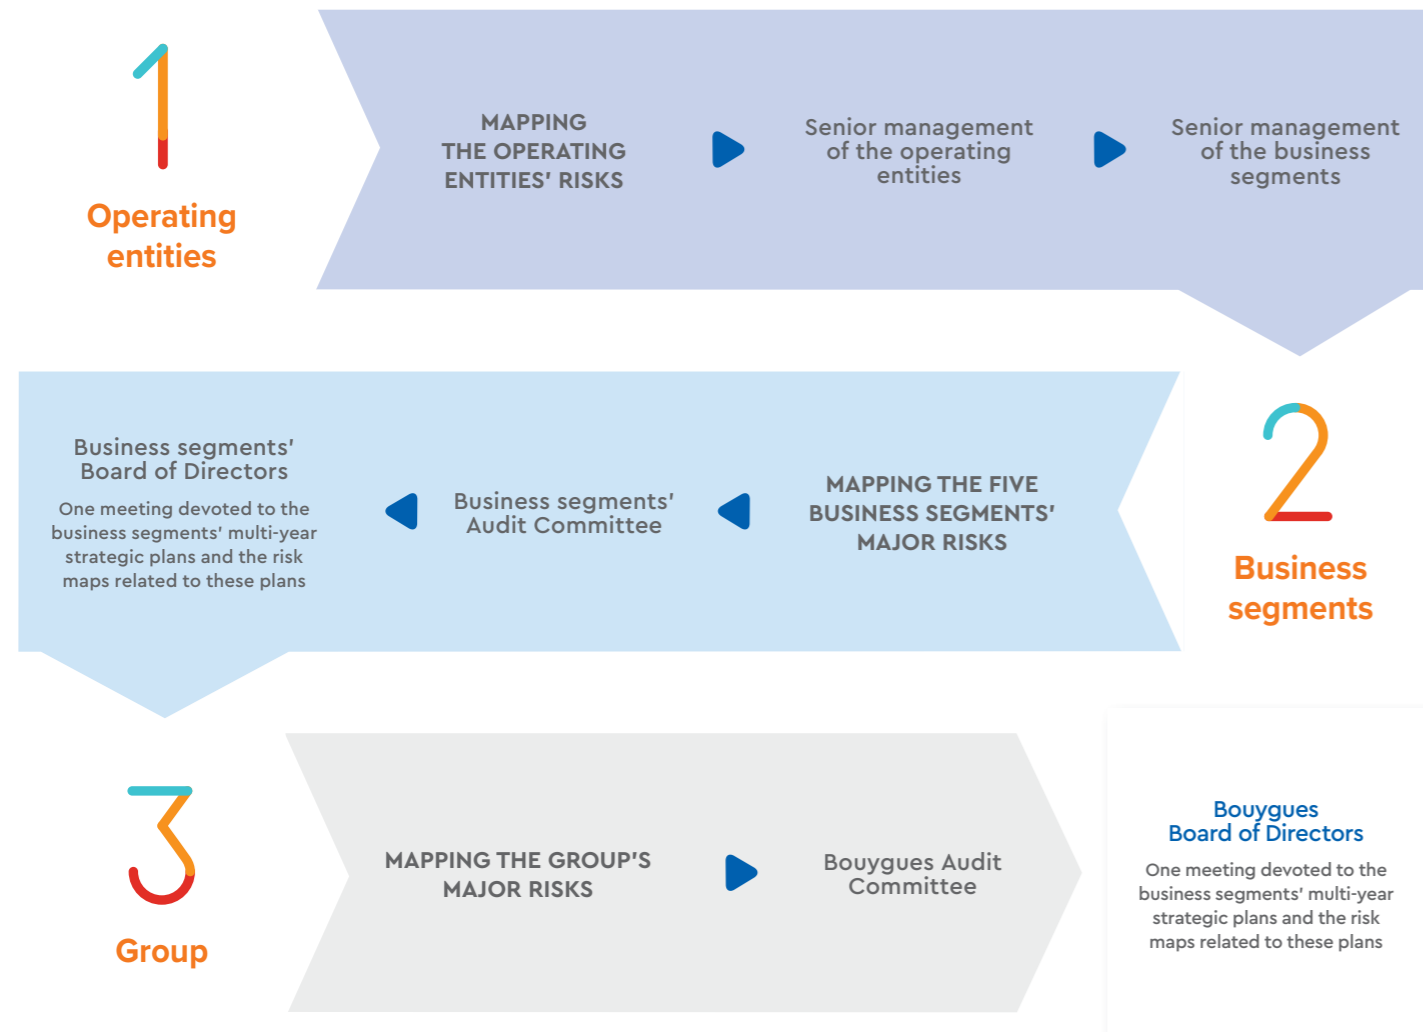 1
Operating
entities
MAPPING
THE OPERATING
ENTITIES' RISKS
Senior management
of the operating
entities
Senior management
of the business
segments
2
Business
segments
MAPPING THE FIVE
BUSINESS SEGMENTS'
MAJOR RISKS
Business segments'
Audit Committee
Business segments'
Board of Directors
One meeting devoted to the
business segments' multi-year
strategic plans and the risk
maps related to these plans
3
Group
MAPPING THE GROUP'S
MAJOR RISKS
Bouygues Audit
Committee
Bouygues
Board of Directors
One meeting devoted to the
business segments' multi-year
strategic plans and the risk
maps related to these plans